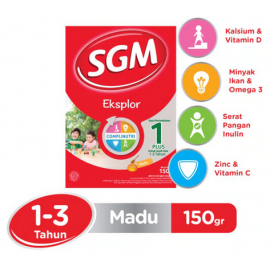 SGM
Eksplor
COMPLINUTRI
1
PLUS
Kalsium &
Vitamin D
Minyak
Ikan &
Omega 3
Serat
Pangan
Inulin
Zinc &
Vitamin C
1-3
Tahun
Madu
150gr